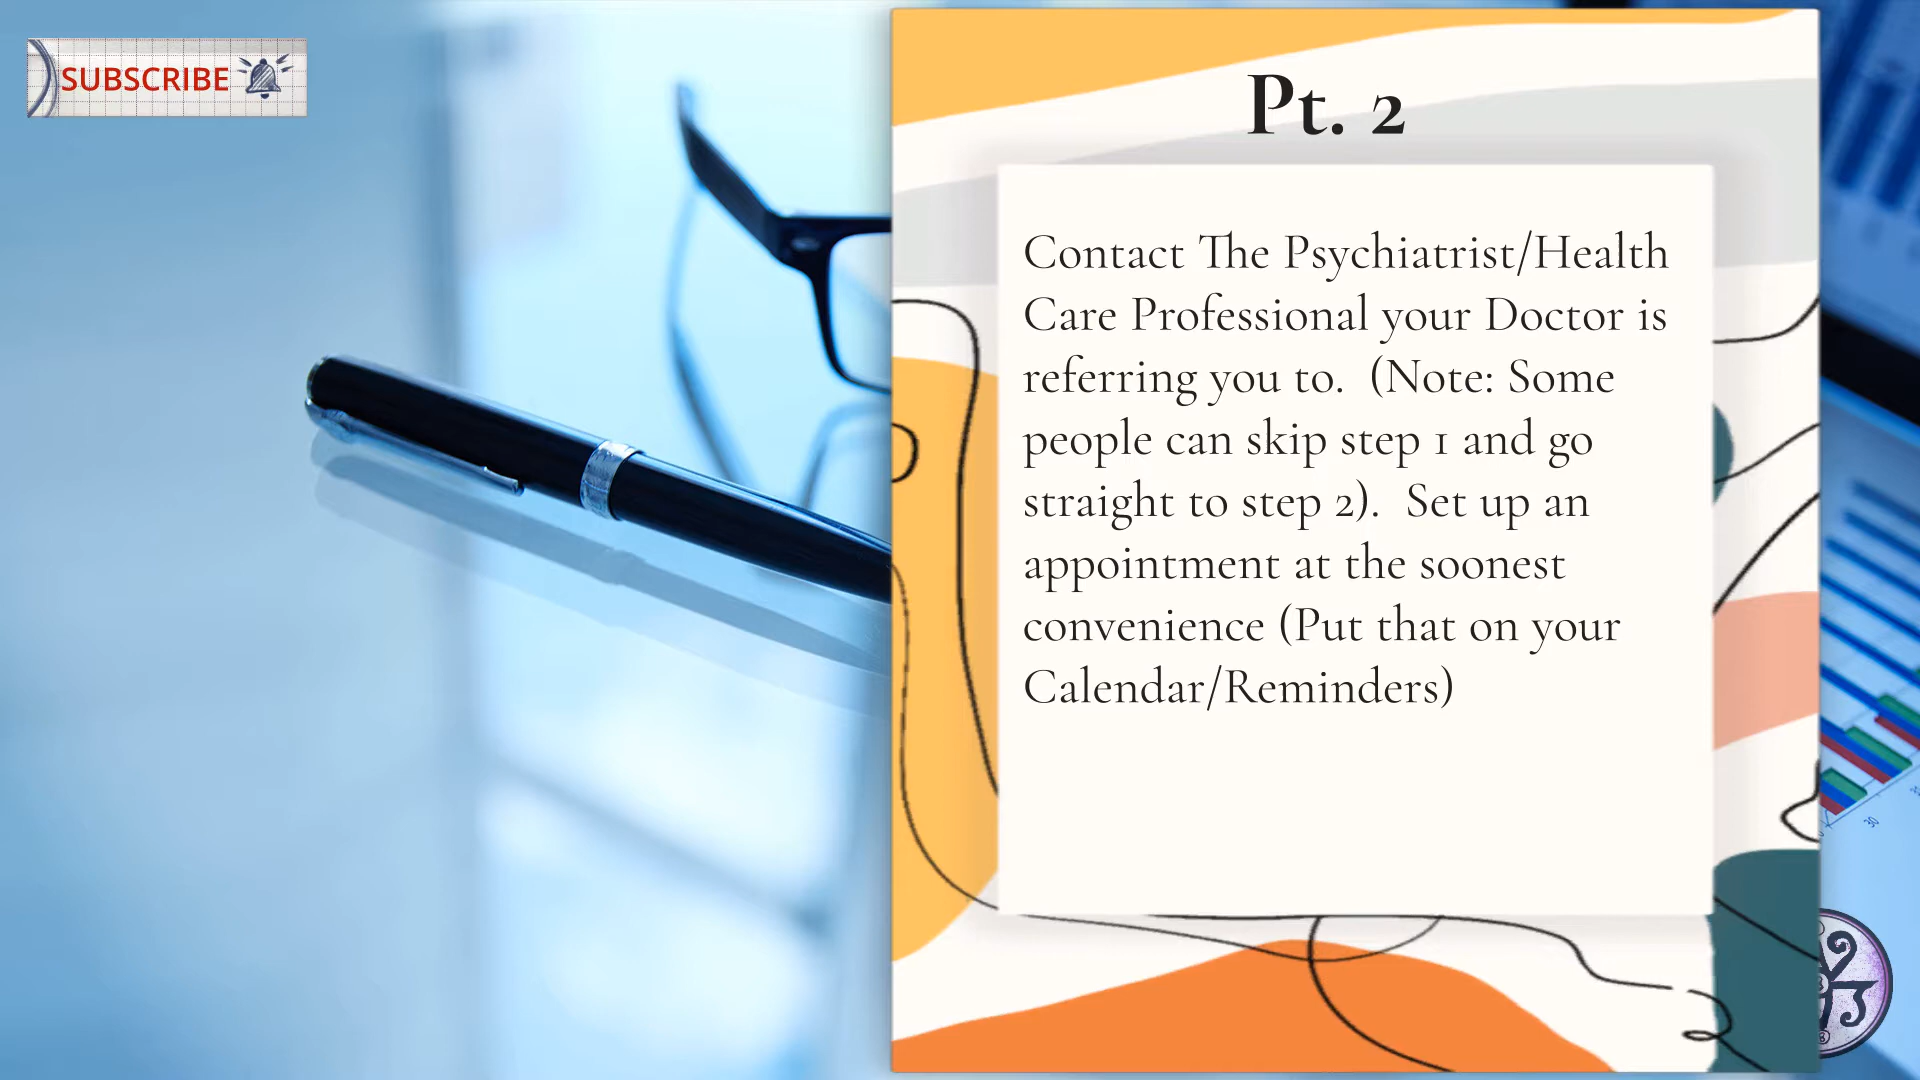 SUBSCRIBE
Pt. 2
Contact The Psychiatrist/Health
Care Professional your Doctor is
referring you to.  (Note: Some
people can skip step 1 and go
straight to step 2).  Set up an
appointment at the soonest
convenience (Put that on your
Calendar/Reminders)
30